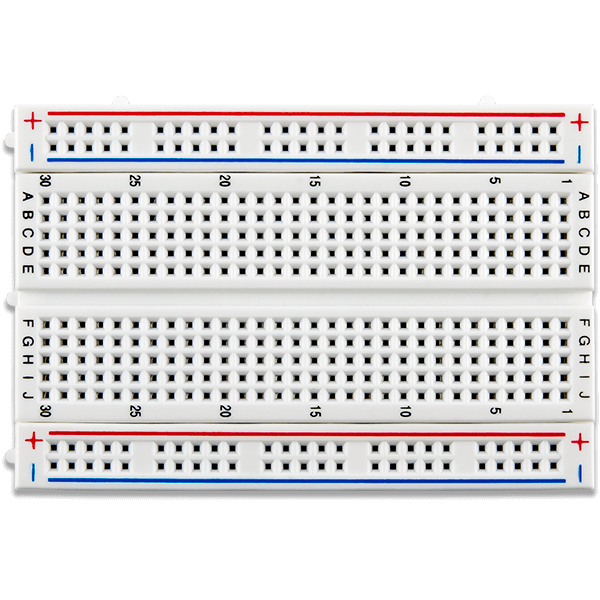 + +
- -
30 25 20 15 10 5 1
A A
B B
C C
D D
E E
F F
G G
H H
I I
J J
30 25 20 15 10 5 1
+ +
- -